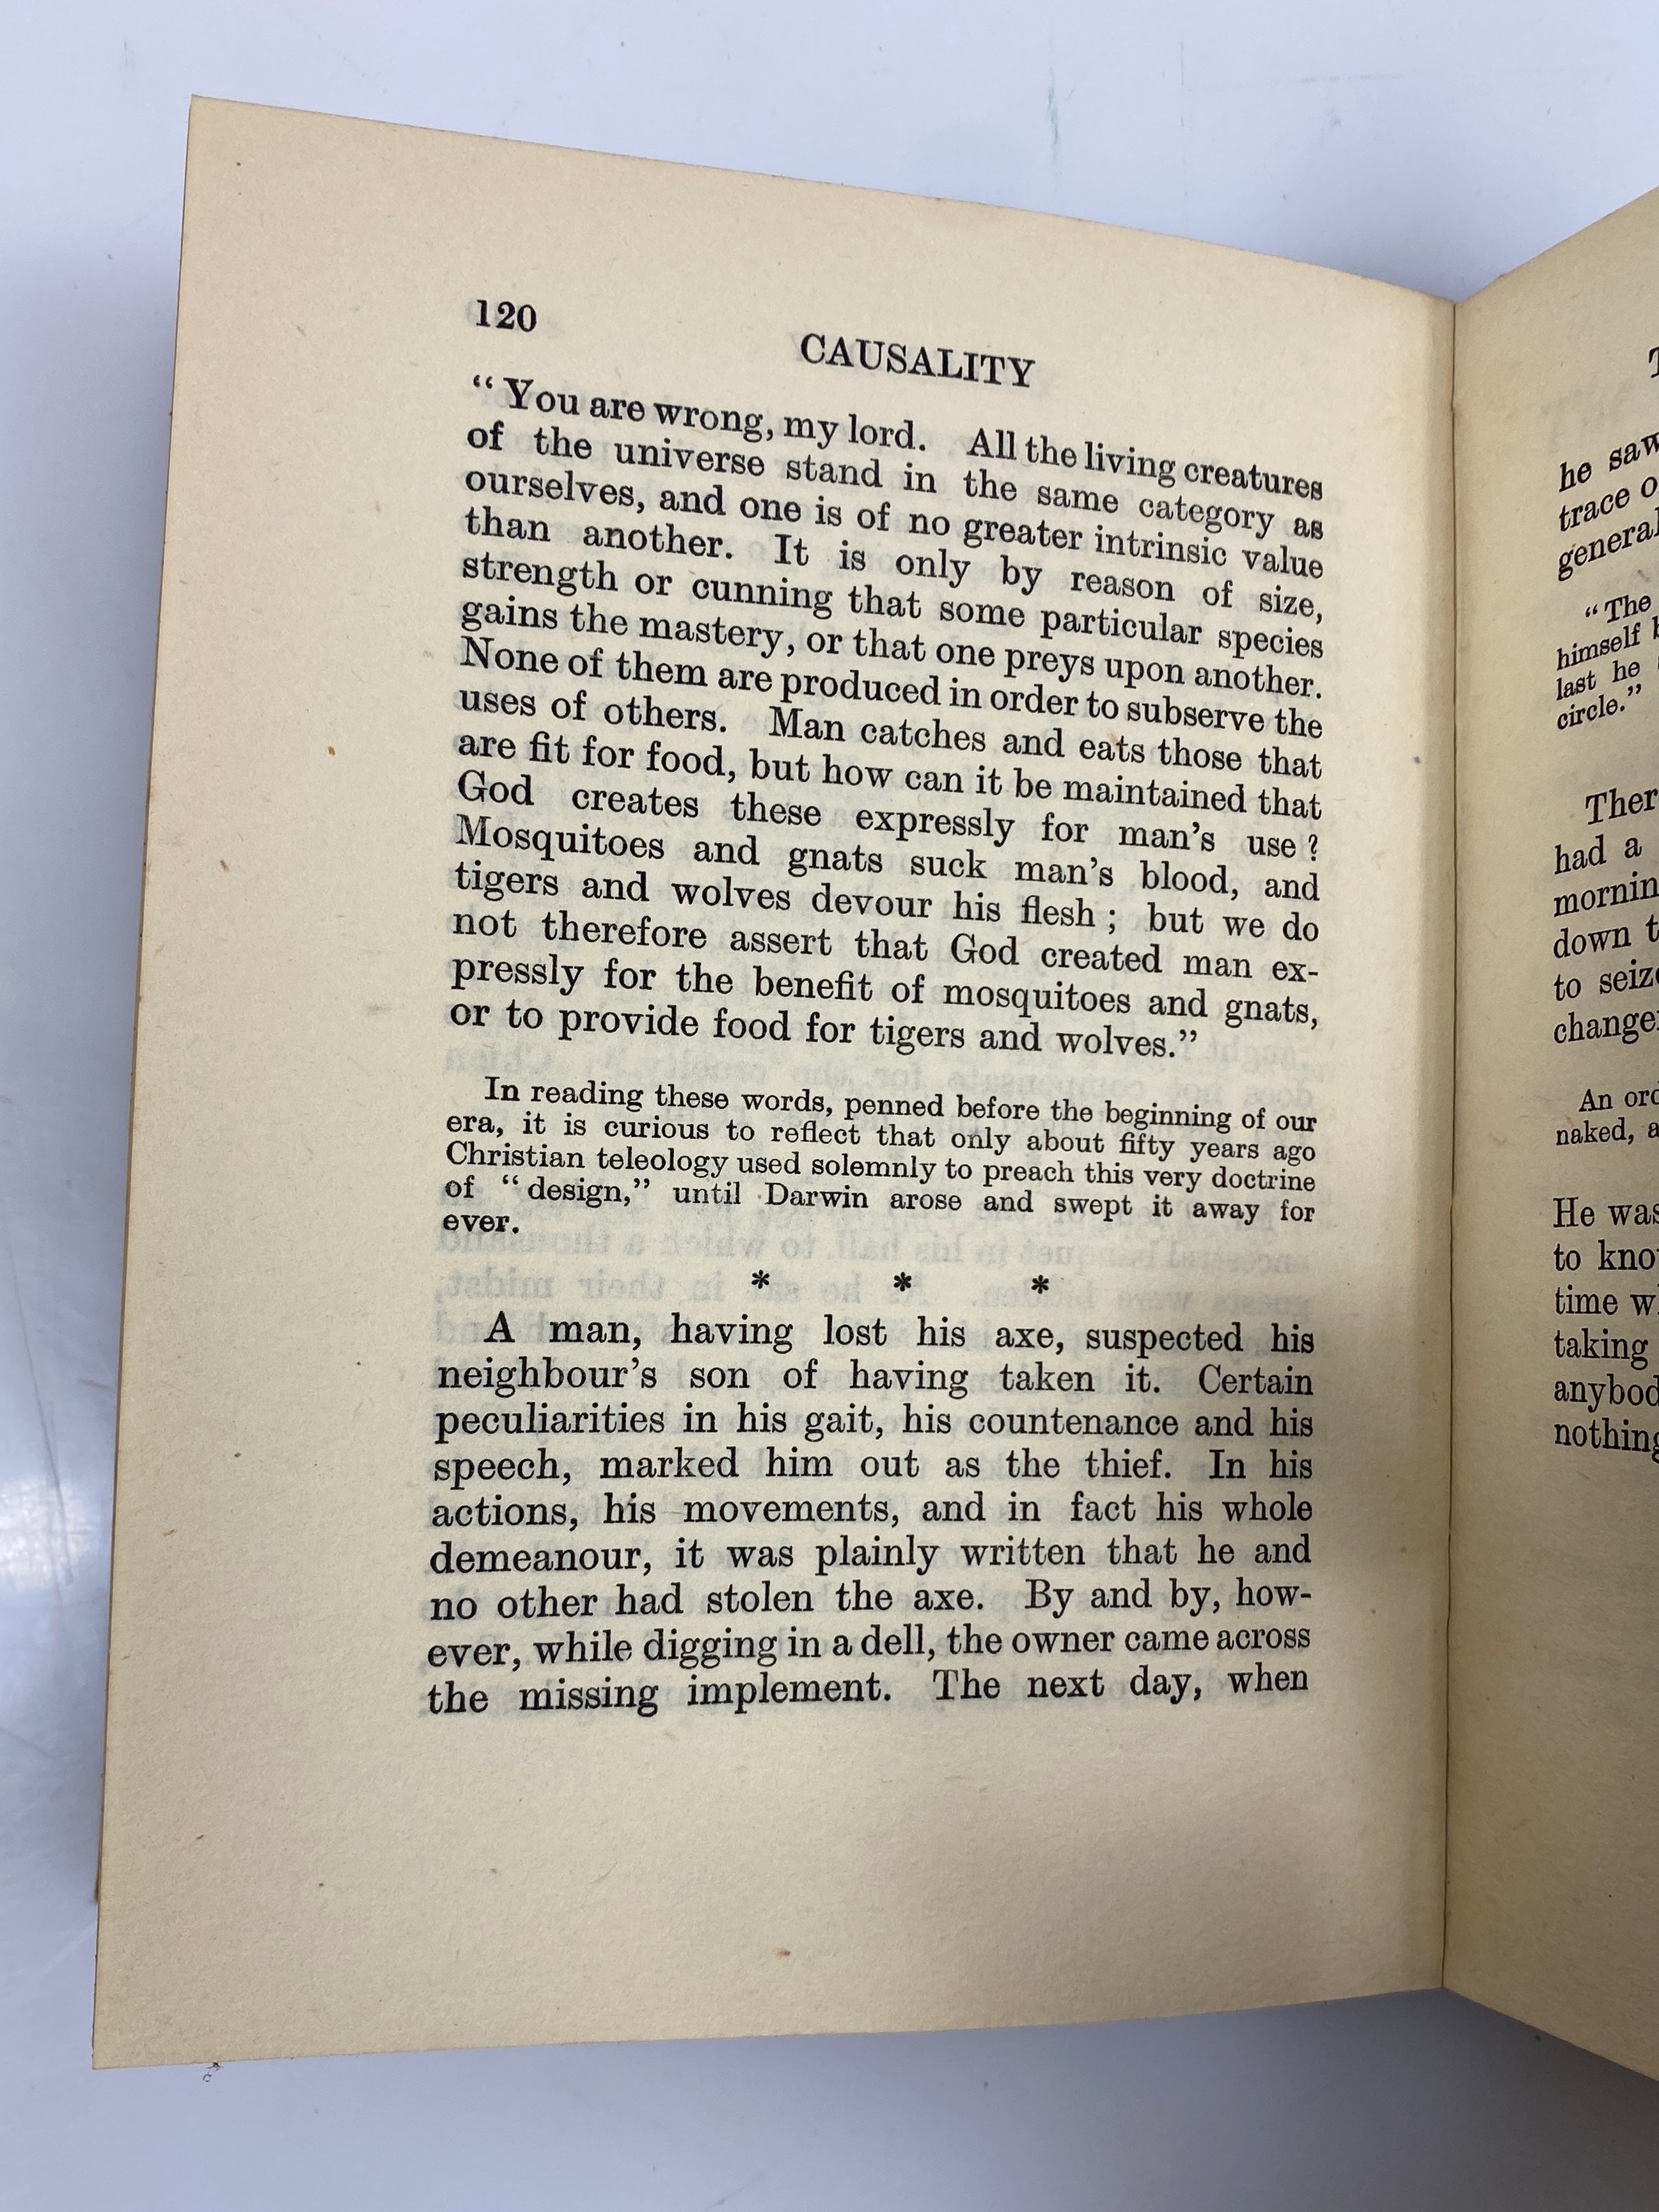 120
CAUSALITY
“ You are wrong, my lord. All the living creatures
of the universe stand in the same category as
ourselves, and one is of no greater intrinsic value
than another. It is only by reason of size,
strength or cunning that some particular species
gains the mastery, or that one preys upon another.
None of them are produced in order to subserve the
uses of others. Man catches and eats those that
are fit for food, but how can it be maintained that
God creates these expressly for man’s use ?
Mosquitoes and gnats suck man’s blood, and
tigers and wolves devour his flesh ; but we do
not therefore assert that God created man ex-
pressly for the benefit of mosquitoes and gnats,
or to provide food for tigers and wolves.”
In reading these words, penned before the beginning of our
era, it is curious to reflect that only about fifty years ago
Christian teleology used solemnly to preach this very doctrine
of “ design,” until Darwin arose and swept it away for
ever.
* * *
A man, having lost his axe, suspected his
neighbour’s son of having taken it. Certain
peculiarities in his gait, his countenance and his
speech, marked him out as the thief. In his
actions, his movements, and in fact his whole
demeanour, it was plainly written that he and
no other had stolen the axe. By and by, how-
ever, while digging in a dell, the owner came across
the missing implement. The next day, when
he saw
trace
general
“ The
himself
last he
circle.”
had a
down
to
An
naked,
He was
to
time
taking
nothing